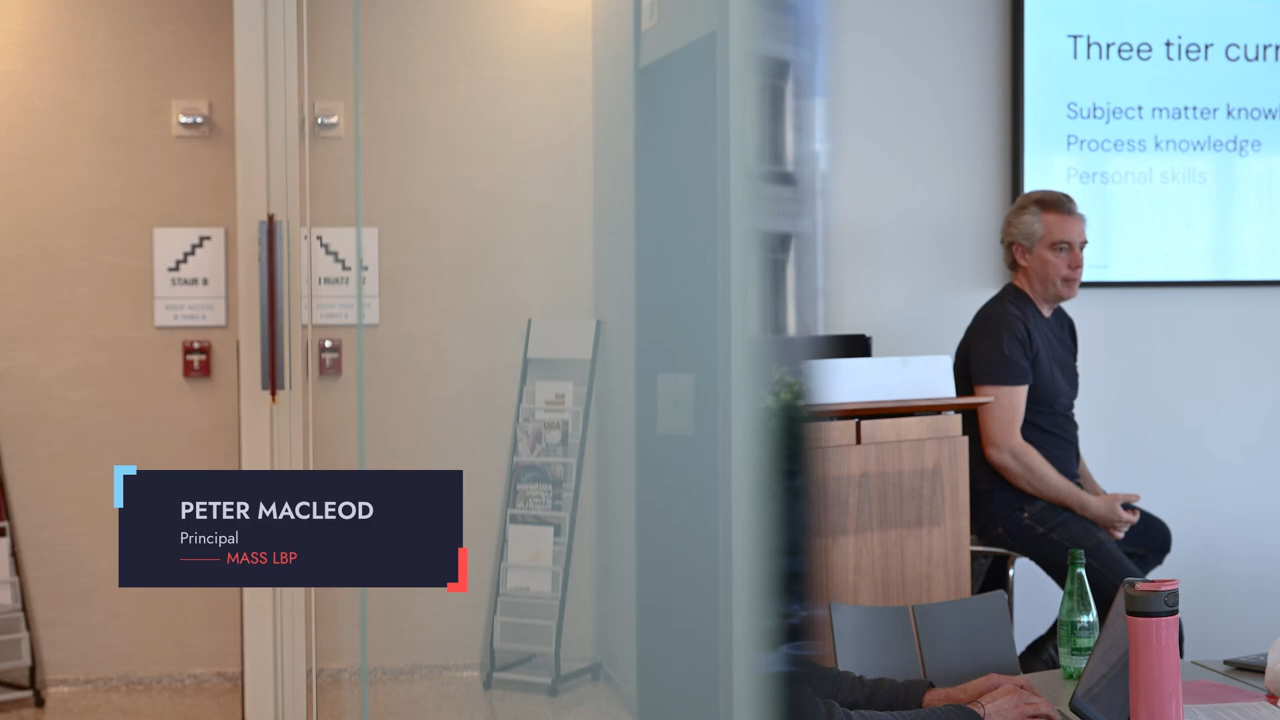 Three tier curr
Subject matter knowl
Process knowledge
Personal skills
STAIR B
PETER MACLEOD
Principal
MASS LBP